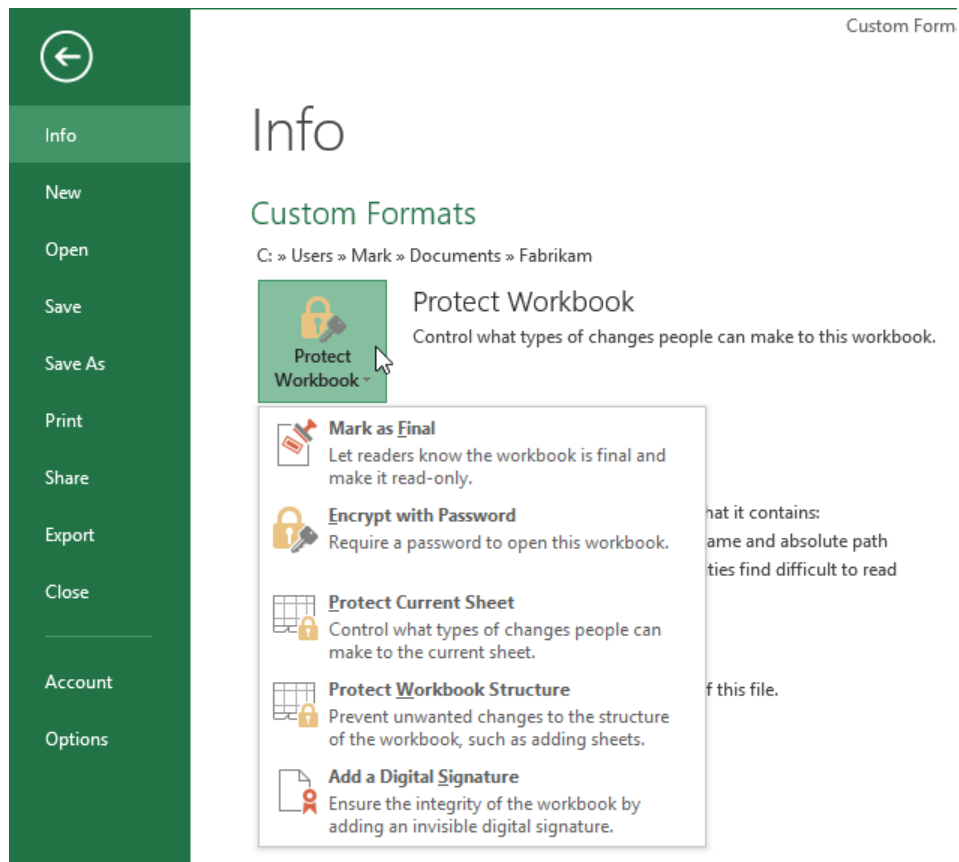 Custom Form
Info
New
Open
Save
Save As
Print
Share
Export
Close
Account
Options
Info
Custom Formats
C: » Users » Mark » Documents » Fabrikam
Protect
Workbook
Protect Workbook
Control what types of changes people can make to this workbook.
Mark as Final
Let readers know the workbook is final and
make it read-only.
Encrypt with Password
Require a password to open this workbook.
Protect Current Sheet
Control what types of changes people can
make to the current sheet.
Protect Workbook Structure
Prevent unwanted changes to the structure
of the workbook, such as adding sheets.
Add a Digital Signature
Ensure the integrity of the workbook by
adding an invisible digital signature.
hat it contains:
ame and absolute path
ties find difficult to read
f this file.